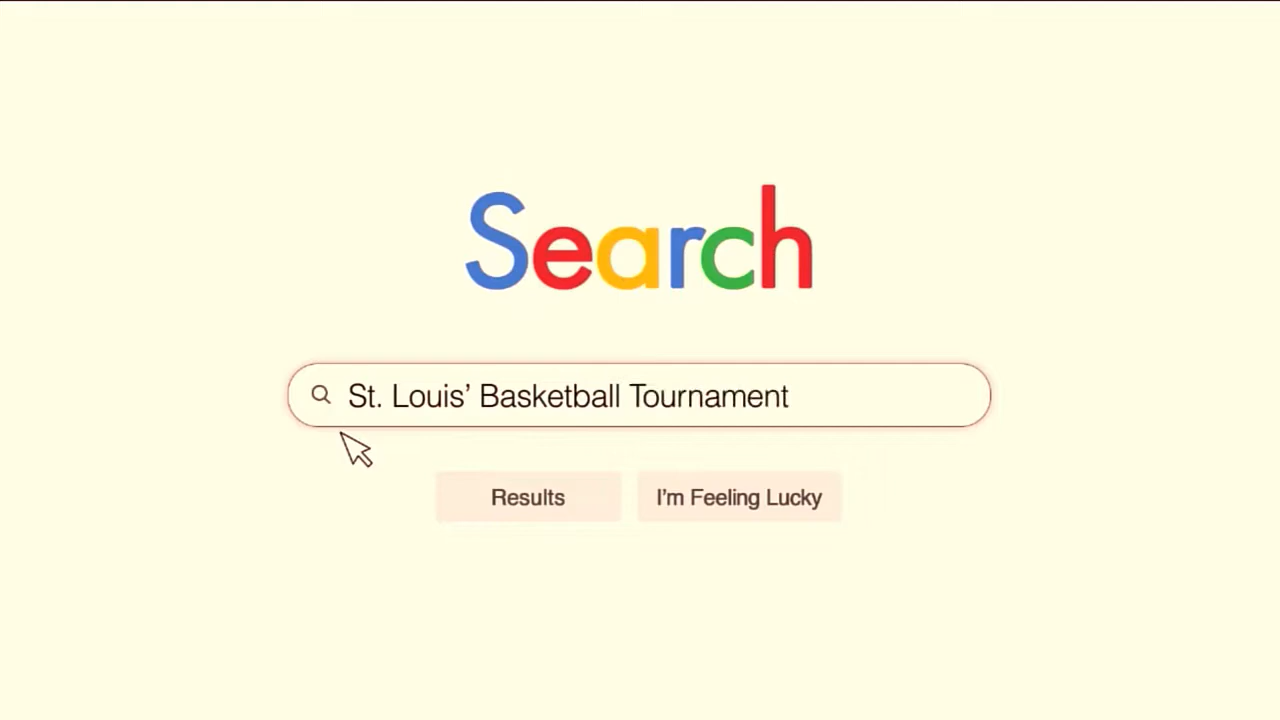 Search
St. Louis’ Basketball Tournament
Results
I’m Feeling Lucky